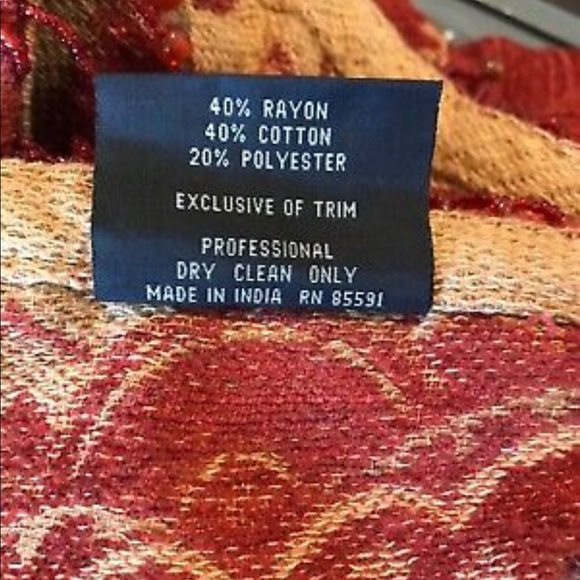 40% RAYON
40% COTTON
20% POLYESTER
EXCLUSIVE OF TRIM
PROFESSIONAL
DRY CLEAN ONLY
MADE IN INDIA RN 85591